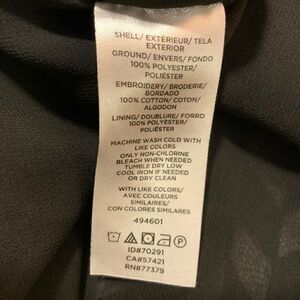 SHELL/ EXTÉRIEUR/ TELA
EXTERIOR
GROUND/ ENVERS/ FONDO
100% POLYESTER/
POLIÉSTER
EMBROIDERY/ BRODERIE/
BORDADO
100% COTTON/ COTON/
ALGODON
LINING/ DOUBLURE/ FORRO
100% POLYESTER/
POLIÉSTER
MACHINE WASH COLD WITH
LIKE COLORS
ONLY NON-CHLORINE
BLEACH WHEN NEEDED
TUMBLE DRY LOW
COOL IRON IF NEEDED
OR DRY CLEAN
WITH LIKE COLORS/
AVEC COULEURS
SIMILAIRES/
CON COLORES SIMILARES
494601
ID#70291
CA#57421
RN#77379